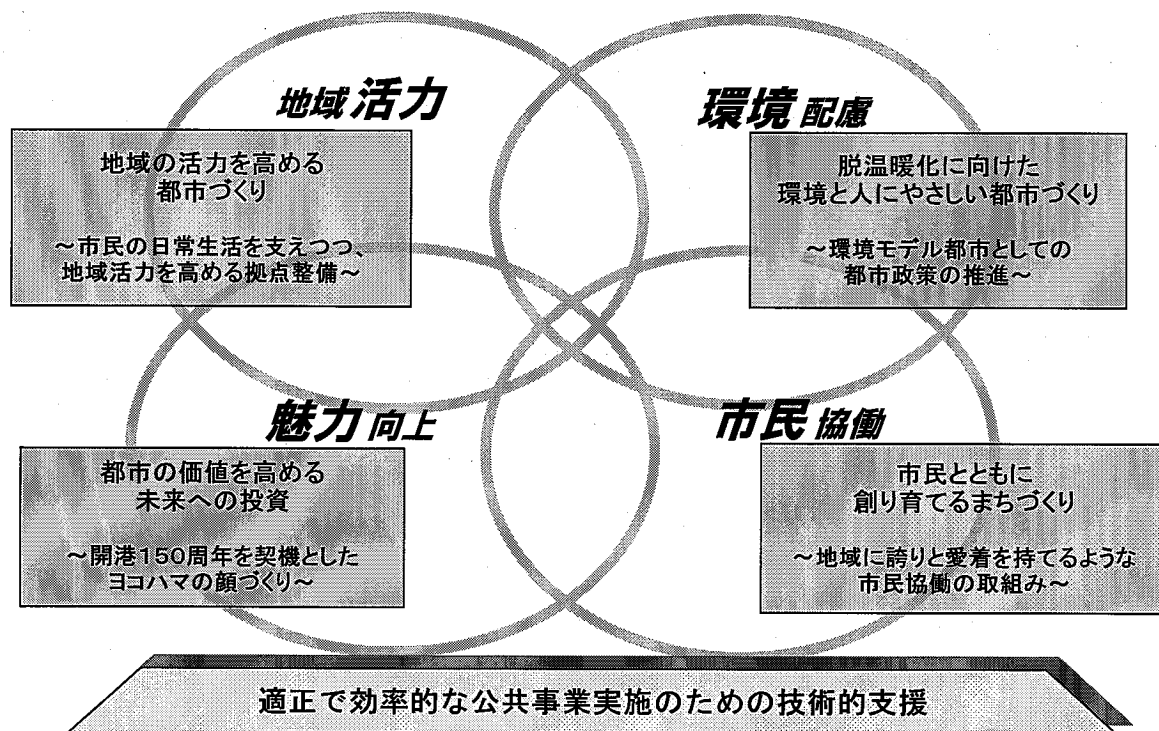 地域活力
地域の活力を高める
都市づくり
~市民の日常生活を支えつつ、
地域活力を高める拠点整備~
環境配慮
脱温暖化に向けた
環境と人にやさしい都市づくり
~環境モデル都市としての
都市政策の推進~
魅力向上
都市の価値を高める
未来への投資
~開港150周年を契機とした
ヨコハマの顔づくり~
市民協働
市民とともに
創り育てるまちづくり
~地域に誇りと愛着を持てるような
市民協働の取組み~
適正で効率的な公共事業実施のための技術的支援